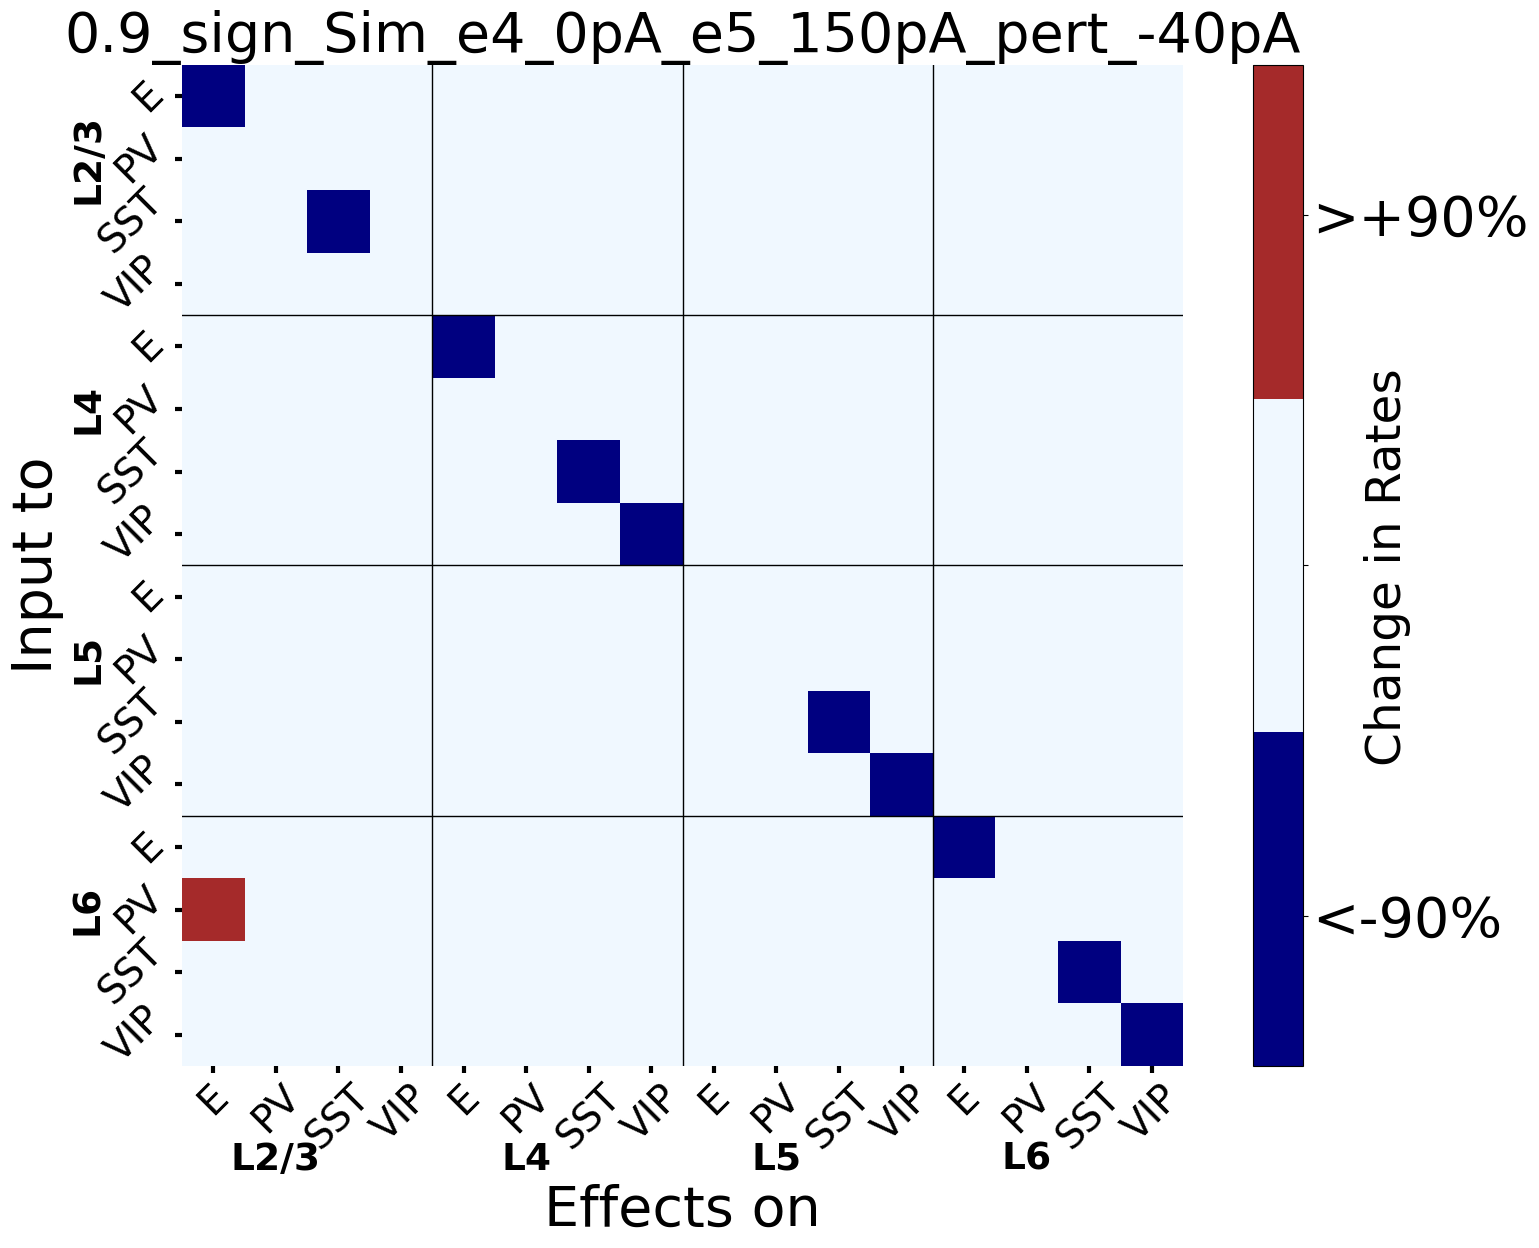 0.9_sign_Sim_e4_0pA_e5_150pA_pert_-40pA
Input to
L2/3
E
PV
SST
VIP
L4
E
PV
SST
VIP
L5
E
PV
SST
VIP
L6
E
PV
SST
VIP
E PV SST VIP E PV SST VIP E PV SST VIP E PV SST VIP
L2/3 L4 L5 L6
Effects on
>+90%
<-90%
Change in Rates